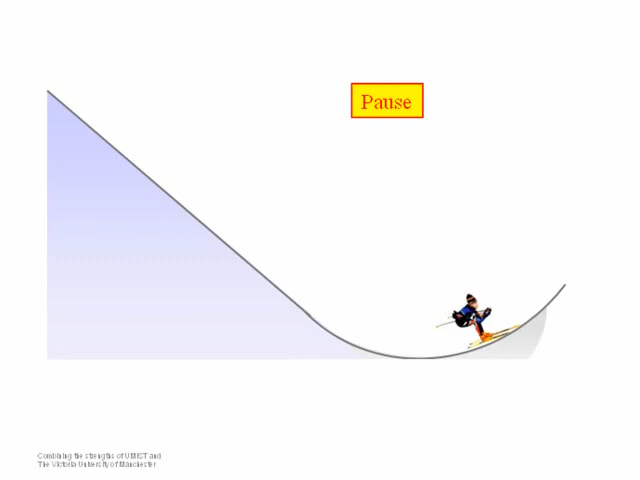 Pause
Combining the strengths of UMIST and
The Victoria University of Manchester